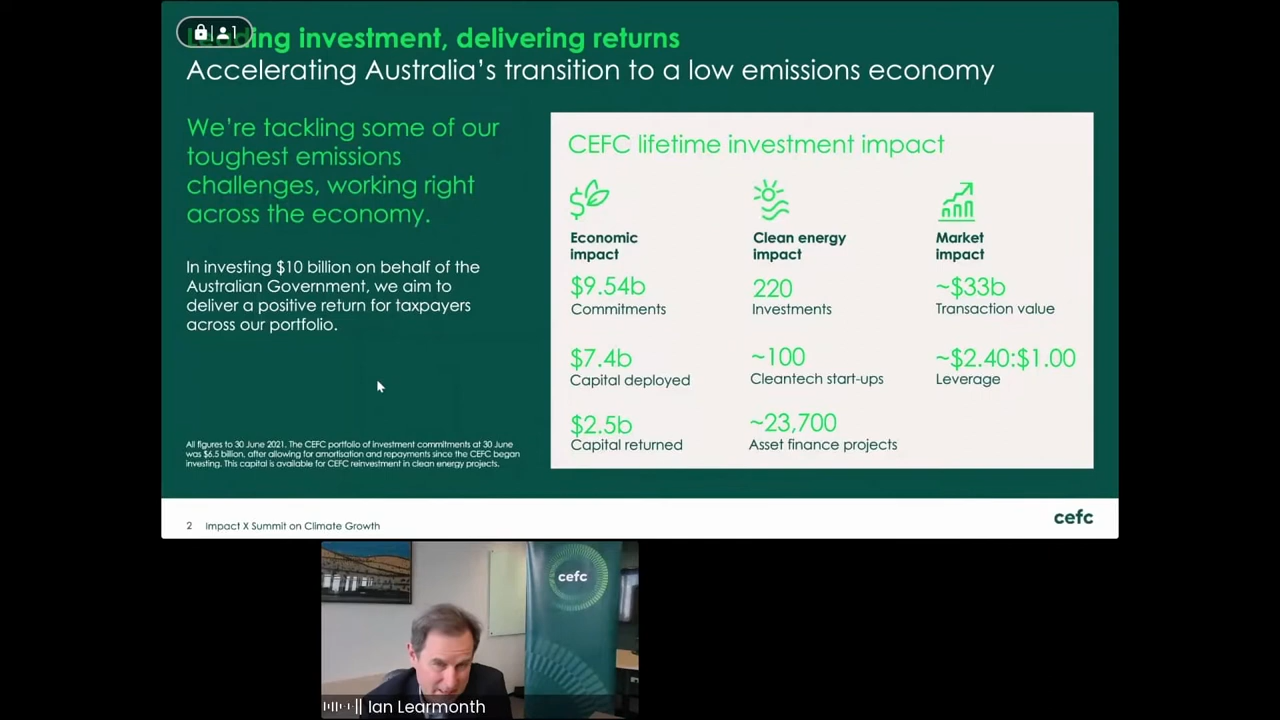 1
ing investment, delivering returns
Accelerating Australia’s transition to a low emissions economy
We’re tackling some of our
toughest emissions
challenges, working right
across the economy.
In investing $10 billion on behalf of the
Australian Government, we aim to
deliver a positive return for taxpayers
across our portfolio.
All figures to 30 June 2021. The CEFC portfolio of investment commitments at 30 June
was $6.5 billion, after allowing for amortisation and repayments since the CEFC began
investing. This capital is available for CEFC reinvestment in clean energy projects.
CEFC lifetime investment impact
Economic
impact
$9.54b
Commitments
$7.4b
Capital deployed
$2.5b
Capital returned
Clean energy
impact
220
Investments
~100
Cleantech start-ups
~23,700
Asset finance projects
Market
impact
~$33b
Transaction value
~$2.40:$1.00
Leverage
2 Impact X Summit on Climate Growth
cefc
cefc
Ian Learmonth